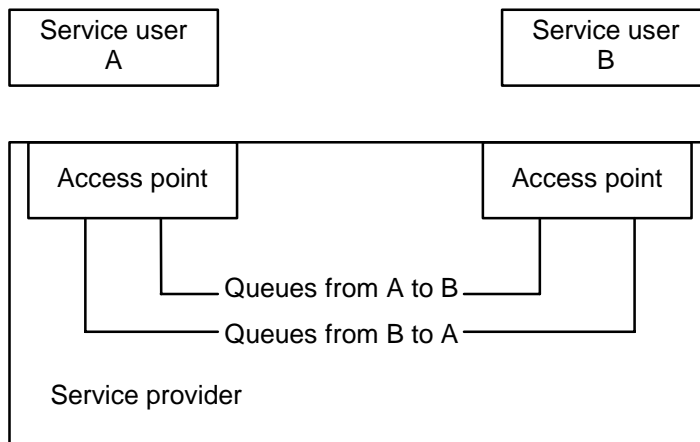 Service user
A
Service user
B
Access point
Access point
Queues from A to B
Queues from B to A
Service provider